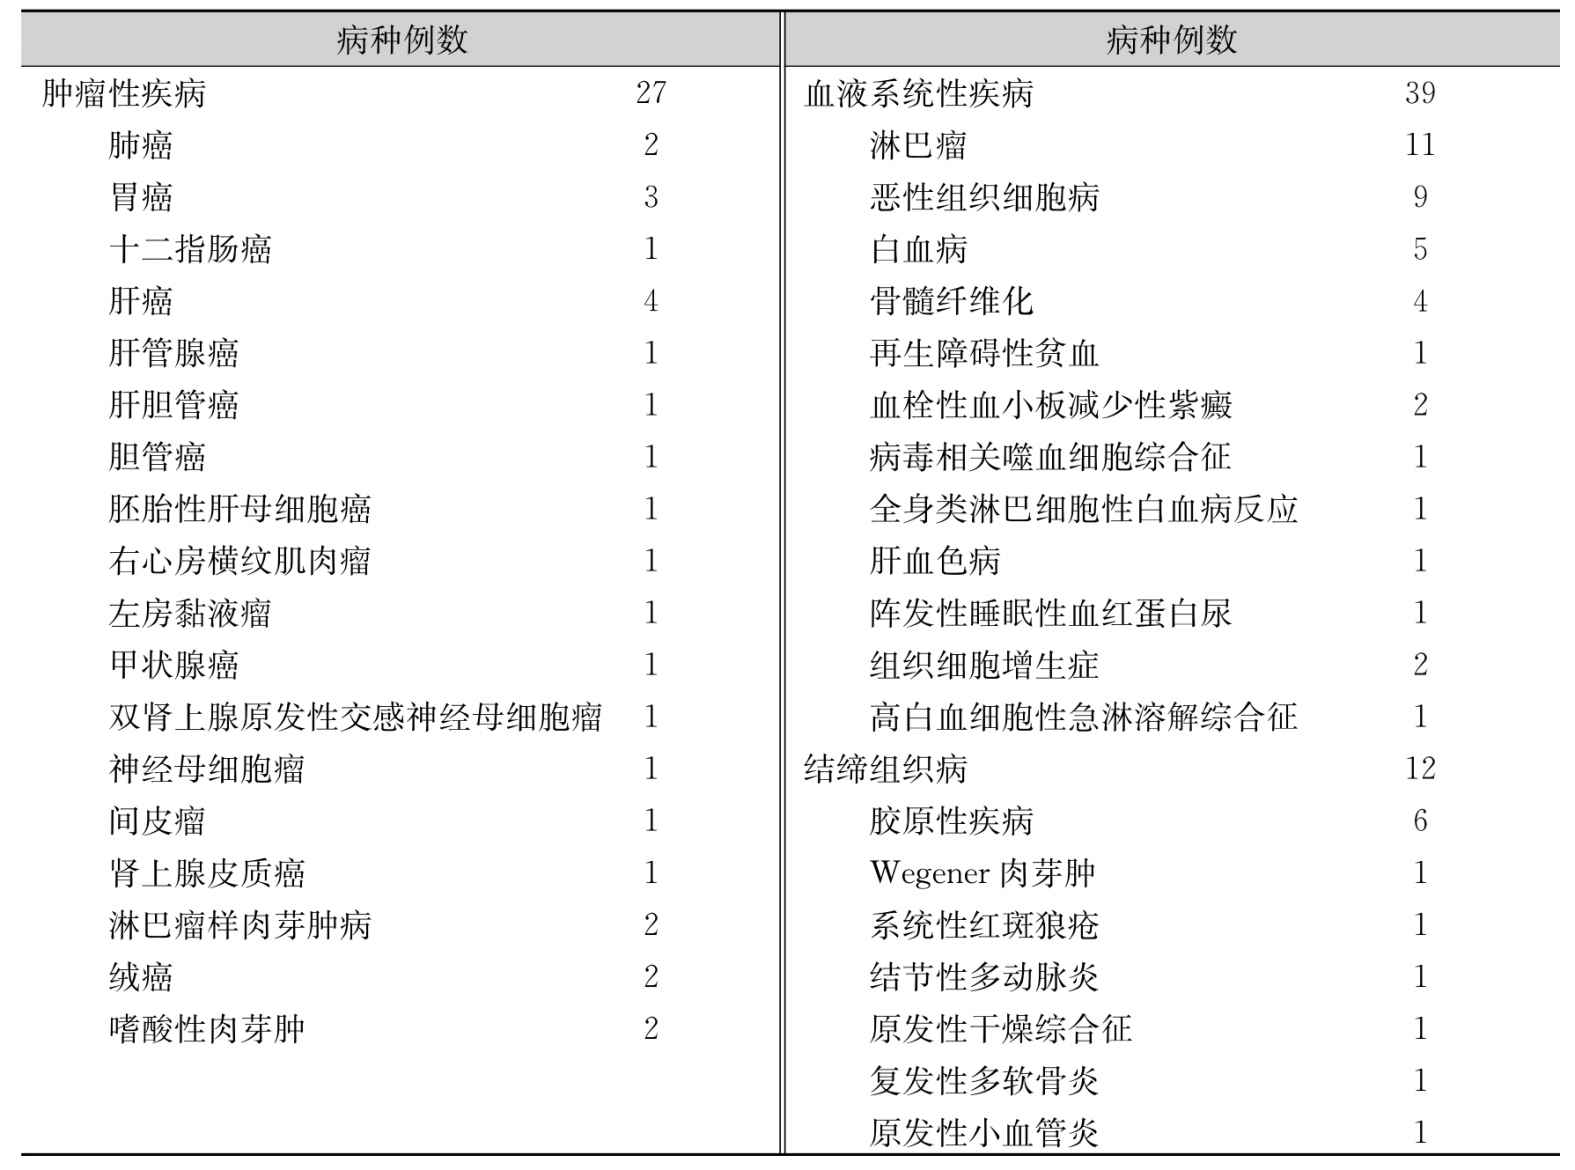 病种例数
肿瘤性疾病 27
肺癌 2
胃癌 3
十二指肠癌 1
肝癌 4
肝管腺癌 1
肝胆管癌 1
胆管癌 1
胚胎性肝母细胞癌 1
右心房横纹肌肉瘤 1
左房黏液瘤 1
甲状腺癌 1
双肾上腺原发性交感神经母细胞瘤 1
神经母细胞瘤 1
间皮瘤 1
肾上腺皮质癌 1
淋巴瘤样肉芽肿病 2
绒癌 2
嗜酸性肉芽肿 2
病种例数
血液系统性疾病 39
淋巴瘤 11
恶性组织细胞病 9
白血病 5
骨髓纤维化 4
再生障碍性贫血 1
血栓性血小板减少性紫癜 2
病毒相关噬血细胞综合征 1
全身类淋巴细胞性白血病反应 1
肝血色病 1
阵发性睡眠性血红蛋白尿 1
组织细胞增生症 2
高白血细胞性急淋溶解综合征 1
结缔组织病 12
胶原性疾病 6
Wegener 肉芽肿 1
系统性红斑狼疮 1
结节性多动脉炎 1
原发性干燥综合征 1
复发性多软骨炎 1
原发性小血管炎 1